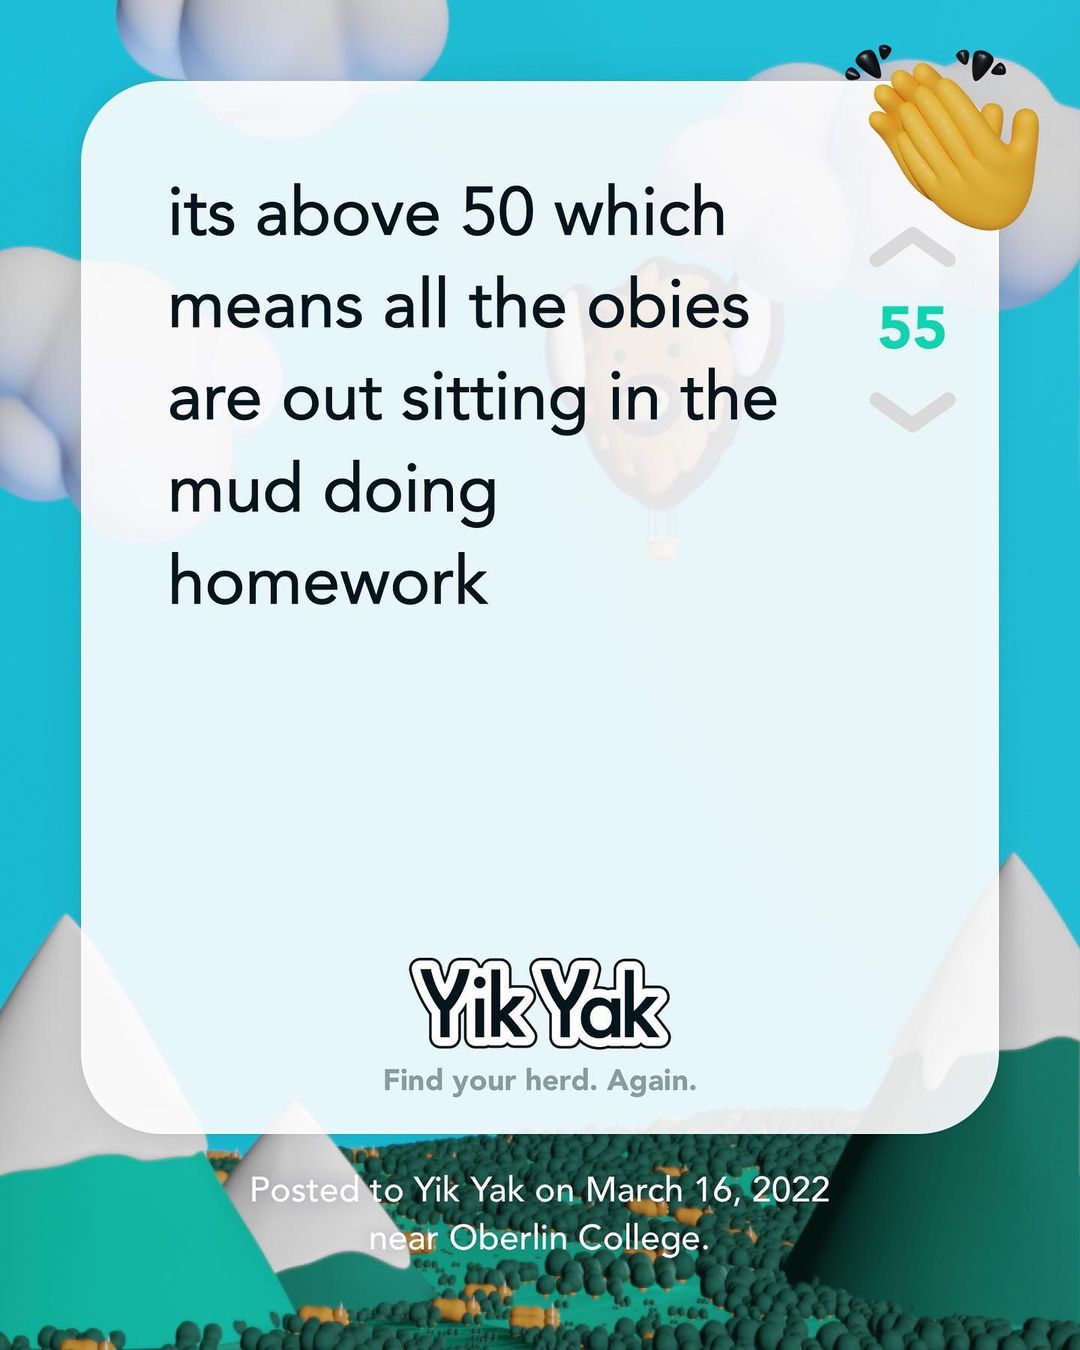 its above 50 which
means all the obies
are out sitting in the
mud doing
homework
55
Yik Yak
Find your herd. Again.
Posted to Yik Yak on March 16, 2022
near Oberlin College.